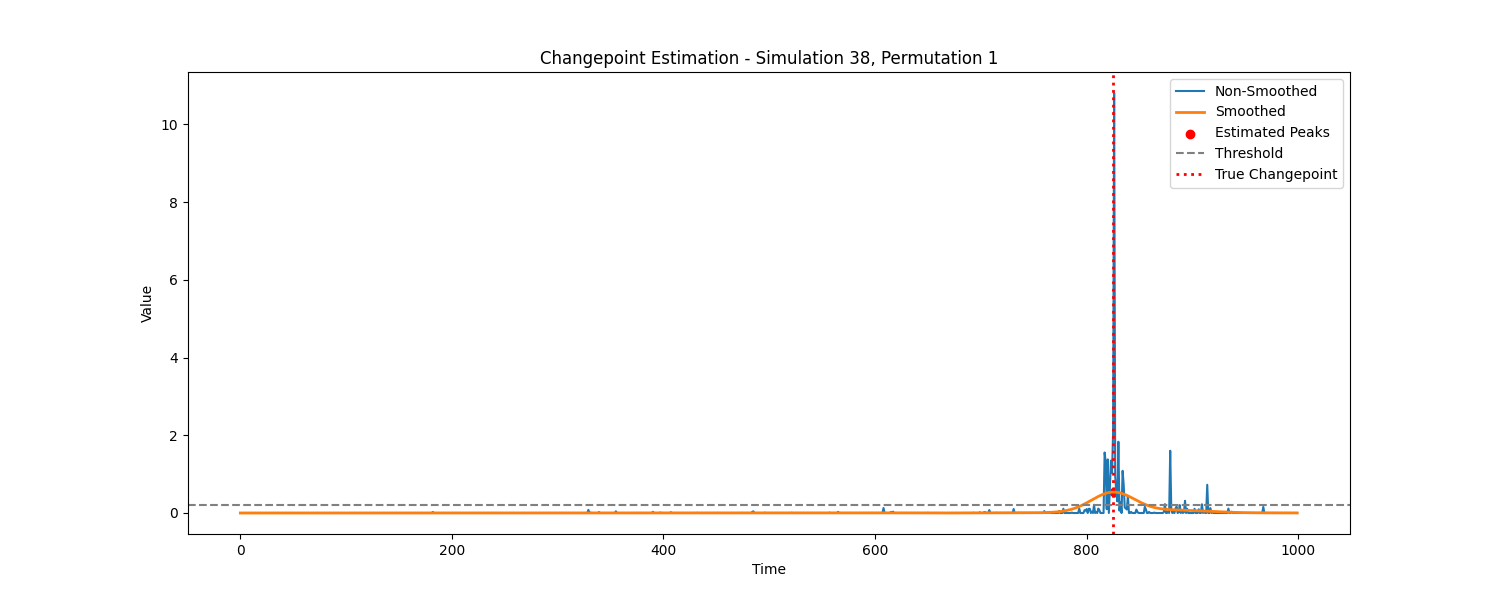 Changepoint Estimation - Simulation 38, Permutation 1
Non-Smoothed
Smoothed
Estimated Peaks
Threshold
True Changepoint
10
8
6
4
2
0
Value
0 200 400 600 800 1000
Time